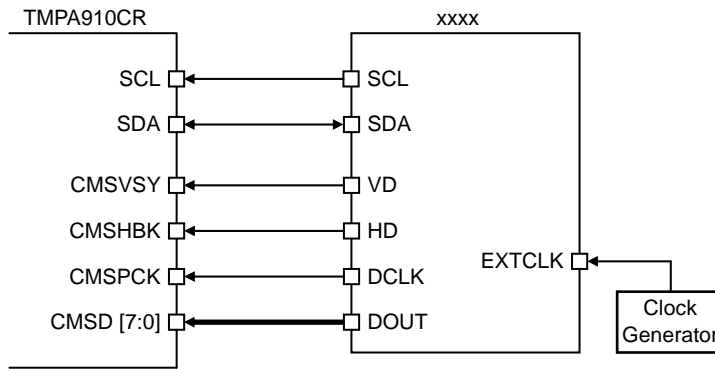 TMPA910CR
xxxx
SCL
SCL
SDA
SDA
CMSVSY
VD
CMSHBK
HD
EXTCLK
CMSPCK
DCLK
CMSD [7:0]
DOUT
Clock
Generator